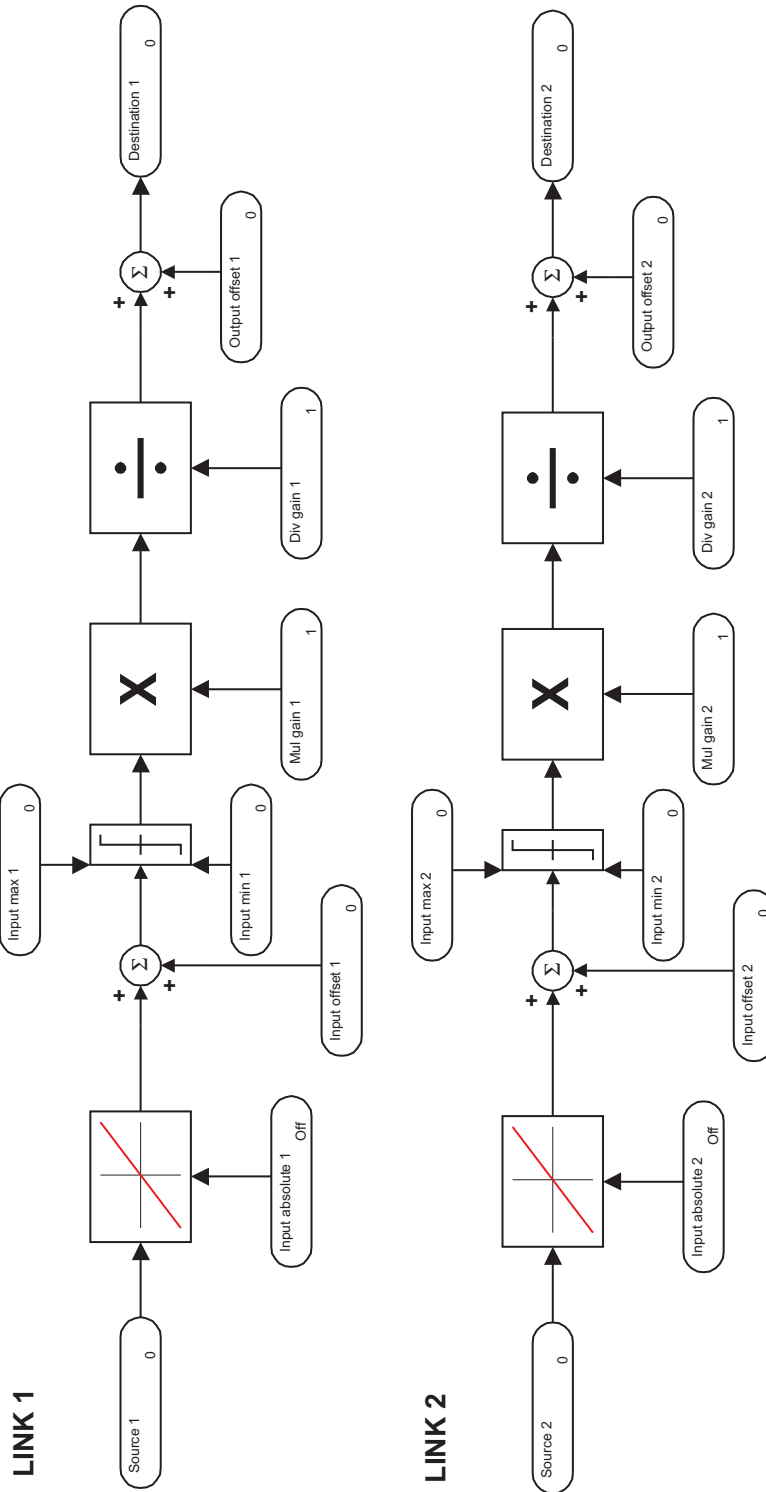 LINK 1
Source 1
0
Input absolute 1
Off
+
+
Σ
Input offset 1
0
Input max 1
0
Input min 1
0
X
Mul gain 1
1
÷
Div gain 1
1
+
+
Σ
Output offset 1
0
Destination 1
0
LINK 2
Source 2
0
Input absolute 2
Off
+
+
Σ
Input offset 2
0
Input max 2
0
Input min 2
0
X
Mul gain 2
1
÷
Div gain 2
1
+
+
Σ
Output offset 2
0
Destination 2
0